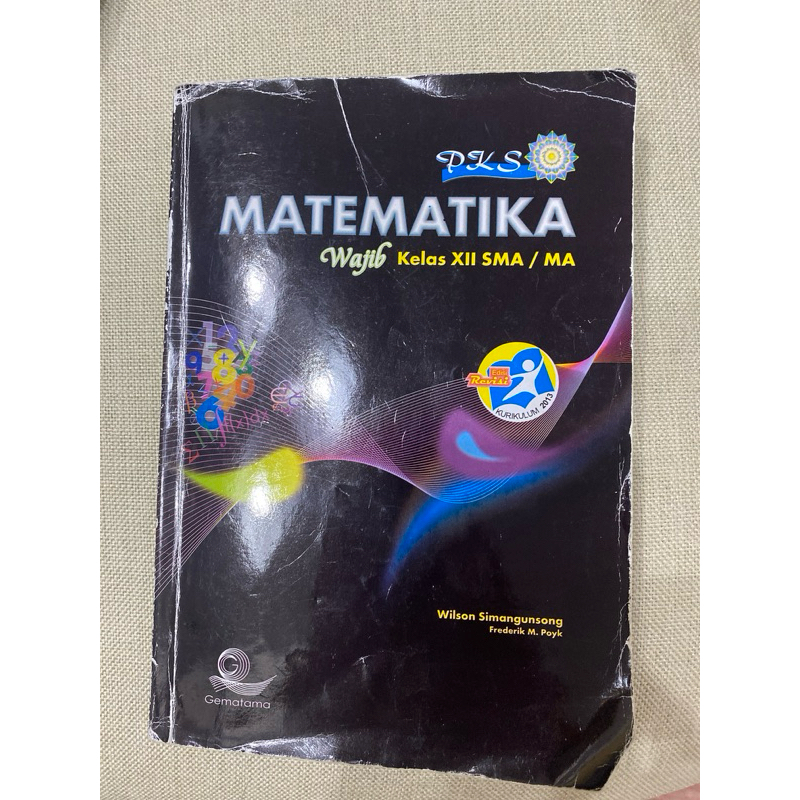 PKS
MATEMATIKA
Wajib Kelas XII SMA / MA
Edisi
Revisi
KURIKULUM 2013
Wilson Simangunsong
Frederik M. Poyk
G
Gematama